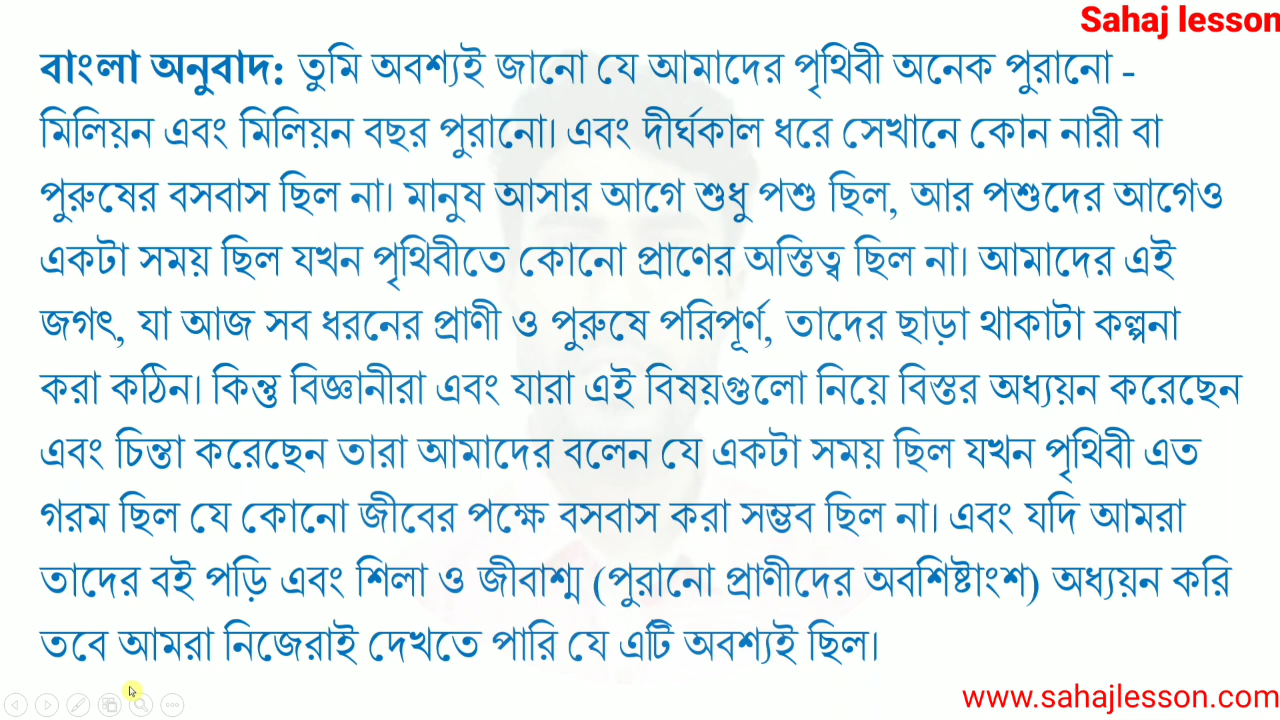 Sahaj lesson
বাংলা অনুবাদ: তুমি অবশ্যই জানো যে আমাদের পৃথিবী অনেক পুরানো -
মিলিয়ন এবং মিলিয়ন বছর পুরানো। এবং দীর্ঘকাল ধরে সেখানে কোন নারী বা
পুরুষের বসবাস ছিল না। মানুষ আসার আগে শুধু পশু ছিল, আর পশুদের আগেও
একটা সময় ছিল যখন পৃথিবীতে কোনো প্রাণের অস্তিত্ব ছিল না। আমাদের এই
জগৎ, যা আজ সব ধরনের প্রাণী ও পুরুষে পরিপূর্ণ, তাদের ছাড়া থাকাটা কল্পনা
করা কঠিন। কিন্তু বিজ্ঞানীরা এবং যারা এই বিষয়গুলো নিয়ে বিস্তর অধ্যয়ন করেছেন
এবং চিন্তা করেছেন তারা আমাদের বলেন যে একটা সময় ছিল যখন পৃথিবী এত
গরম ছিল যে কোনো জীবের পক্ষে বসবাস করা সম্ভব ছিল না। এবং যদি আমরা
তাদের বই পড়ি এবং শিলা ও জীবাশ্ম (পুরানো প্রাণীদের অবশিষ্টাংশ) অধ্যয়ন করি
তবে আমরা নিজেরাই দেখতে পারি যে এটি অবশ্যই ছিল।
www.sahajlesson.com